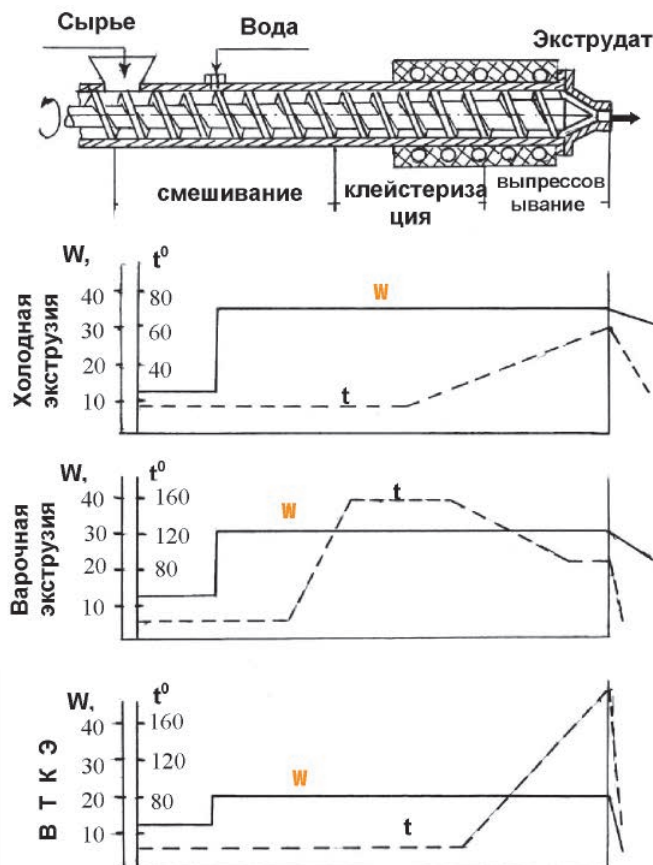 Сырье
Вода
Экструдат
смешивание
клейстериза
ция
выпрессов
ывание
Холодная
экструзия
W,
t⁰
40
30
20
10
80
60
40
W
t
Варочная
экструзия
W,
t⁰
40
30
20
10
160
120
80
W
t
В Т К Э
W,
t⁰
40
30
20
10
160
120
80
W
t